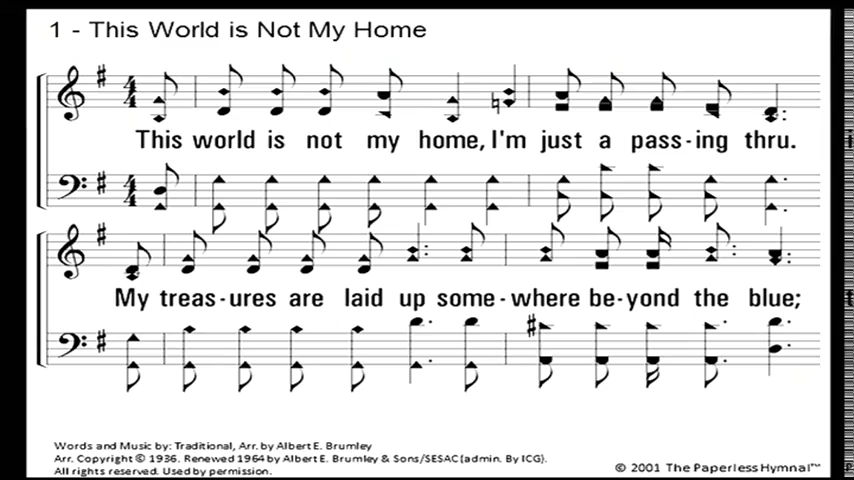 1 - This World is Not My Home
This world is not my home, I'm just a pass-ing thru.
My treas-ures are laid up some-where be-yond the blue;
Words and Music by: Traditional, Arr. by Albert E. Brumley
Arr. Copyright © 1936. Renewed 1964 by Albert E. Brumley & Sons/SESAC (admin. By ICG).
All rights reserved. Used by permission.
© 2001 The Paperless Hymnal™